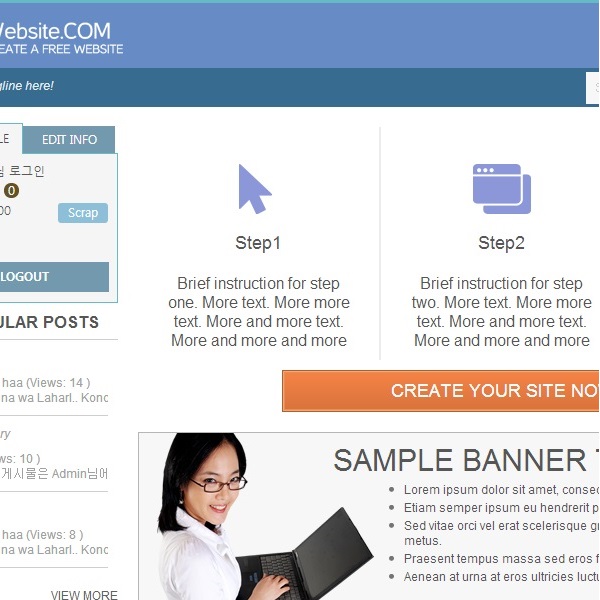 Website.COM
CREATE A FREE WEBSITE
gline here!
LE
EDIT INFO
님 로그인
0
00
Scrap
LOGOUT
ULAR POSTS
haa (Views: 14 )
na wa Laharl.. Konc
ry
ws: 10 )
게시물은 Admin님에
haa (Views: 8 )
na wa Laharl.. Konc
VIEW MORE
Step1
Brief instruction for step
one. More text. More more
text. More and more text.
More and more and more
Step2
Brief instruction for step
two. More text. More more
text. More and more text.
More and more and more
CREATE YOUR SITE NO
SAMPLE BANNER T
Lorem ipsum dolor sit amet, consec
Etiam semper ipsum eu hendrerit p
Sed vitae orci vel erat scelerisque gr
metus.
Praesent tempus massa sed eros f
Aenean at urna at eros ultricies luctu